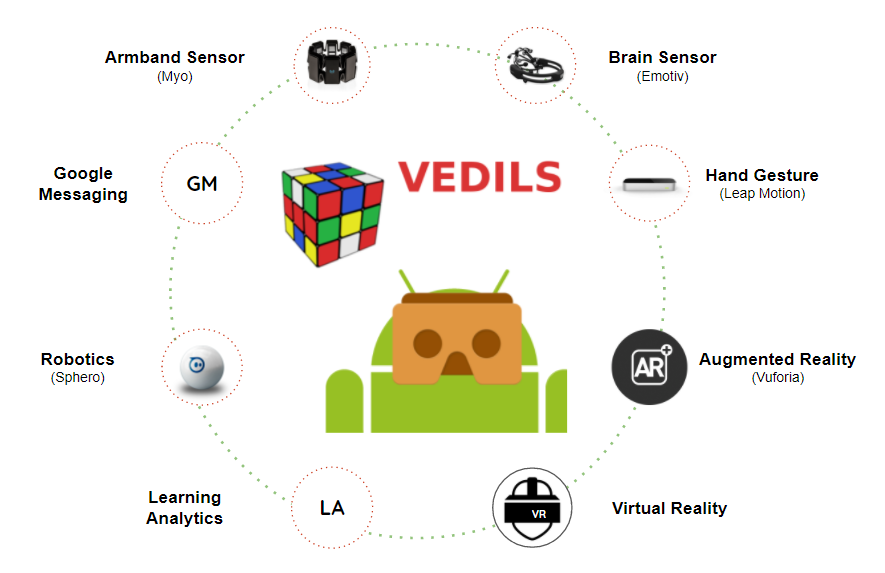 Armband Sensor
(Myo)
Brain Sensor
(Emotiv)
Google
Messaging
GM
VEDILS
Hand Gesture
(Leap Motion)
Robotics
(Sphero)
AR
Augmented Reality
(Vuforia)
Learning
Analytics
LA
VR
Virtual Reality